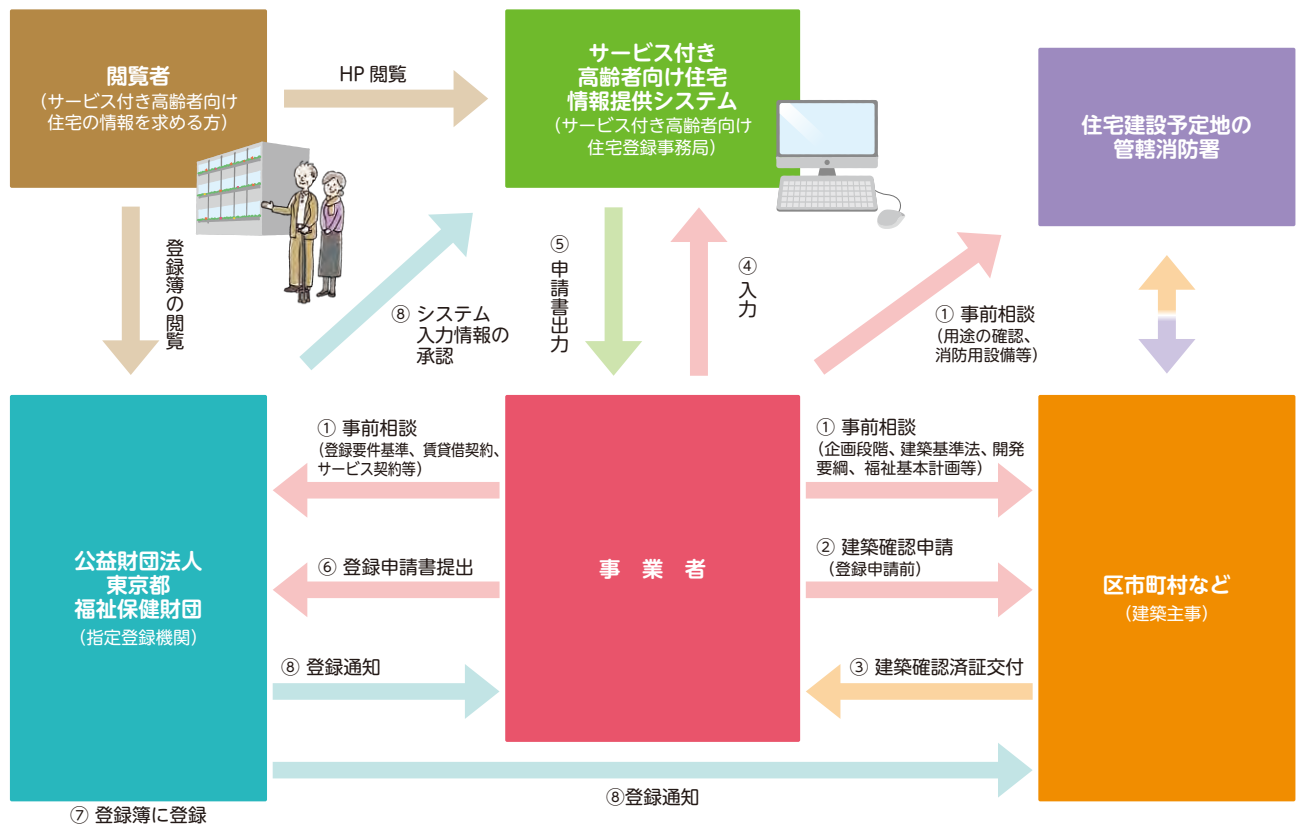 閲覧者
（サービス付き高齢者向け
住宅の情報を求める方）
HP 閲覧
サービス付き
高齢者向け住宅
情報提供システム
（サービス付き高齢者向け
住宅登録事務局）
住宅建設予定地の
管轄消防署
登録簿の閲覧
⑧ システム
入力情報の
承認
⑤申請書出力
④入力
① 事前相談
（用途の確認、
消防用設備等）
① 事前相談
（登録要件基準、賃貸借契約、
サービス契約等）
① 事前相談
（企画段階、建築基準法、開発
要綱、福祉基本計画等）
公益財団法人
東京都
福祉保健財団
（指定登録機関）
⑥ 登録申請書提出
事 業 者
② 建築確認申請
（登録申請前）
区市町村など
（建築主事）
⑧ 登録通知
③ 建築確認済証交付
⑧登録通知
⑦ 登録簿に登録